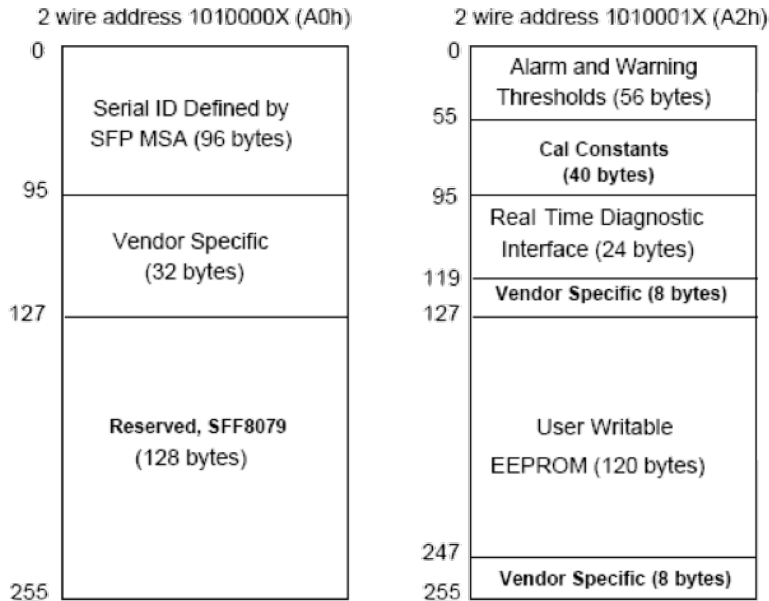 2 wire address 1010000X (A0h)
0
Serial ID Defined by
SFP MSA (96 bytes)
95
Vendor Specific
(32 bytes)
127
Reserved, SFF8079
(128 bytes)
255
2 wire address 1010001X (A2h)
0
Alarm and Warning
Thresholds (56 bytes)
55
Cal Constants
(40 bytes)
95
Real Time Diagnostic
Interface (24 bytes)
119
Vendor Specific (8 bytes)
127
User Writable
EEPROM (120 bytes)
247
Vendor Specific (8 bytes)
255